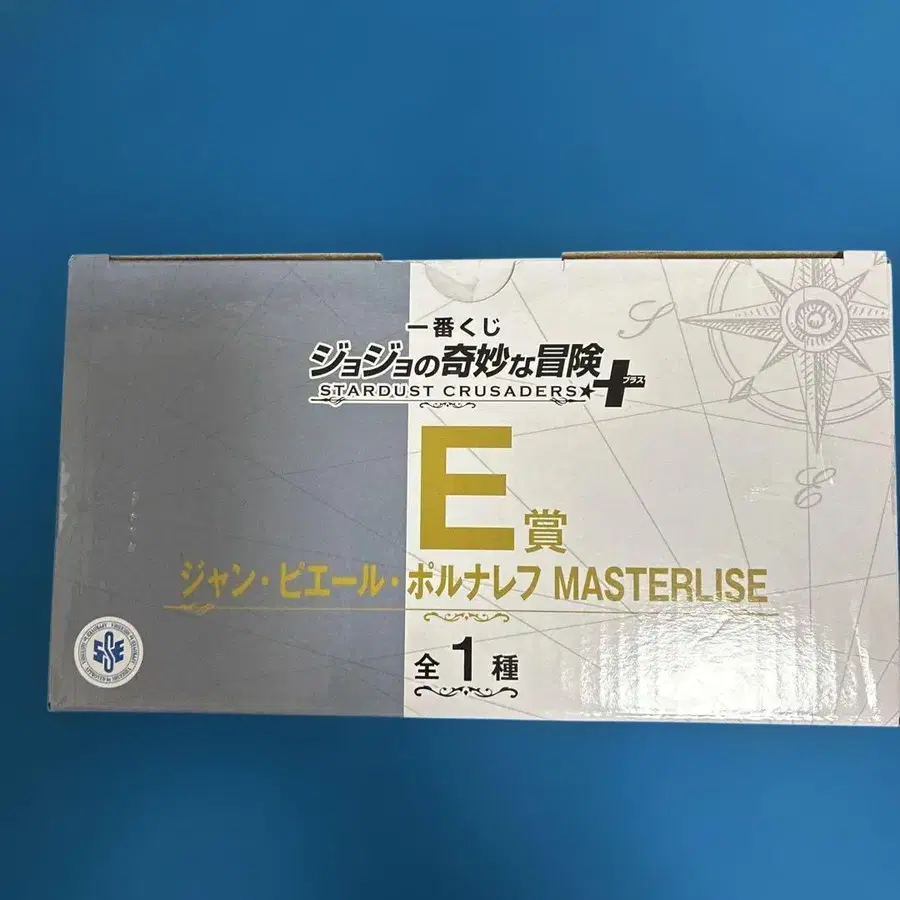 一番くじ
ジョジョの奇妙な冒険
STARDUST CRUSADERS★
プラス
E賞
ジャン・ピエール・ポルナレフ MASTERLISE
全1種
S
E